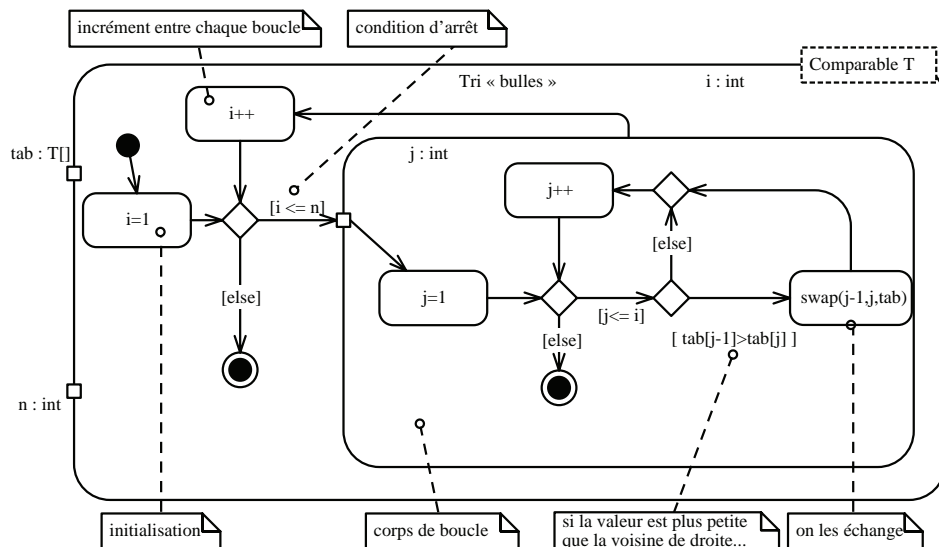 incrément entre chaque boucle
condition d'arrêt
Comparable T
Tri « bulles »
i : int
i++
j : int
tab : T[]
j++
[i <= n]
i=1
[else]
[else]
j=1
swap(j-1,j,tab)
[j<= i]
[else]
[ tab[j-1]>tab[j] ]
n : int
initialisation
corps de boucle
si la valeur est plus petite
que la voisine de droite...
on les échange